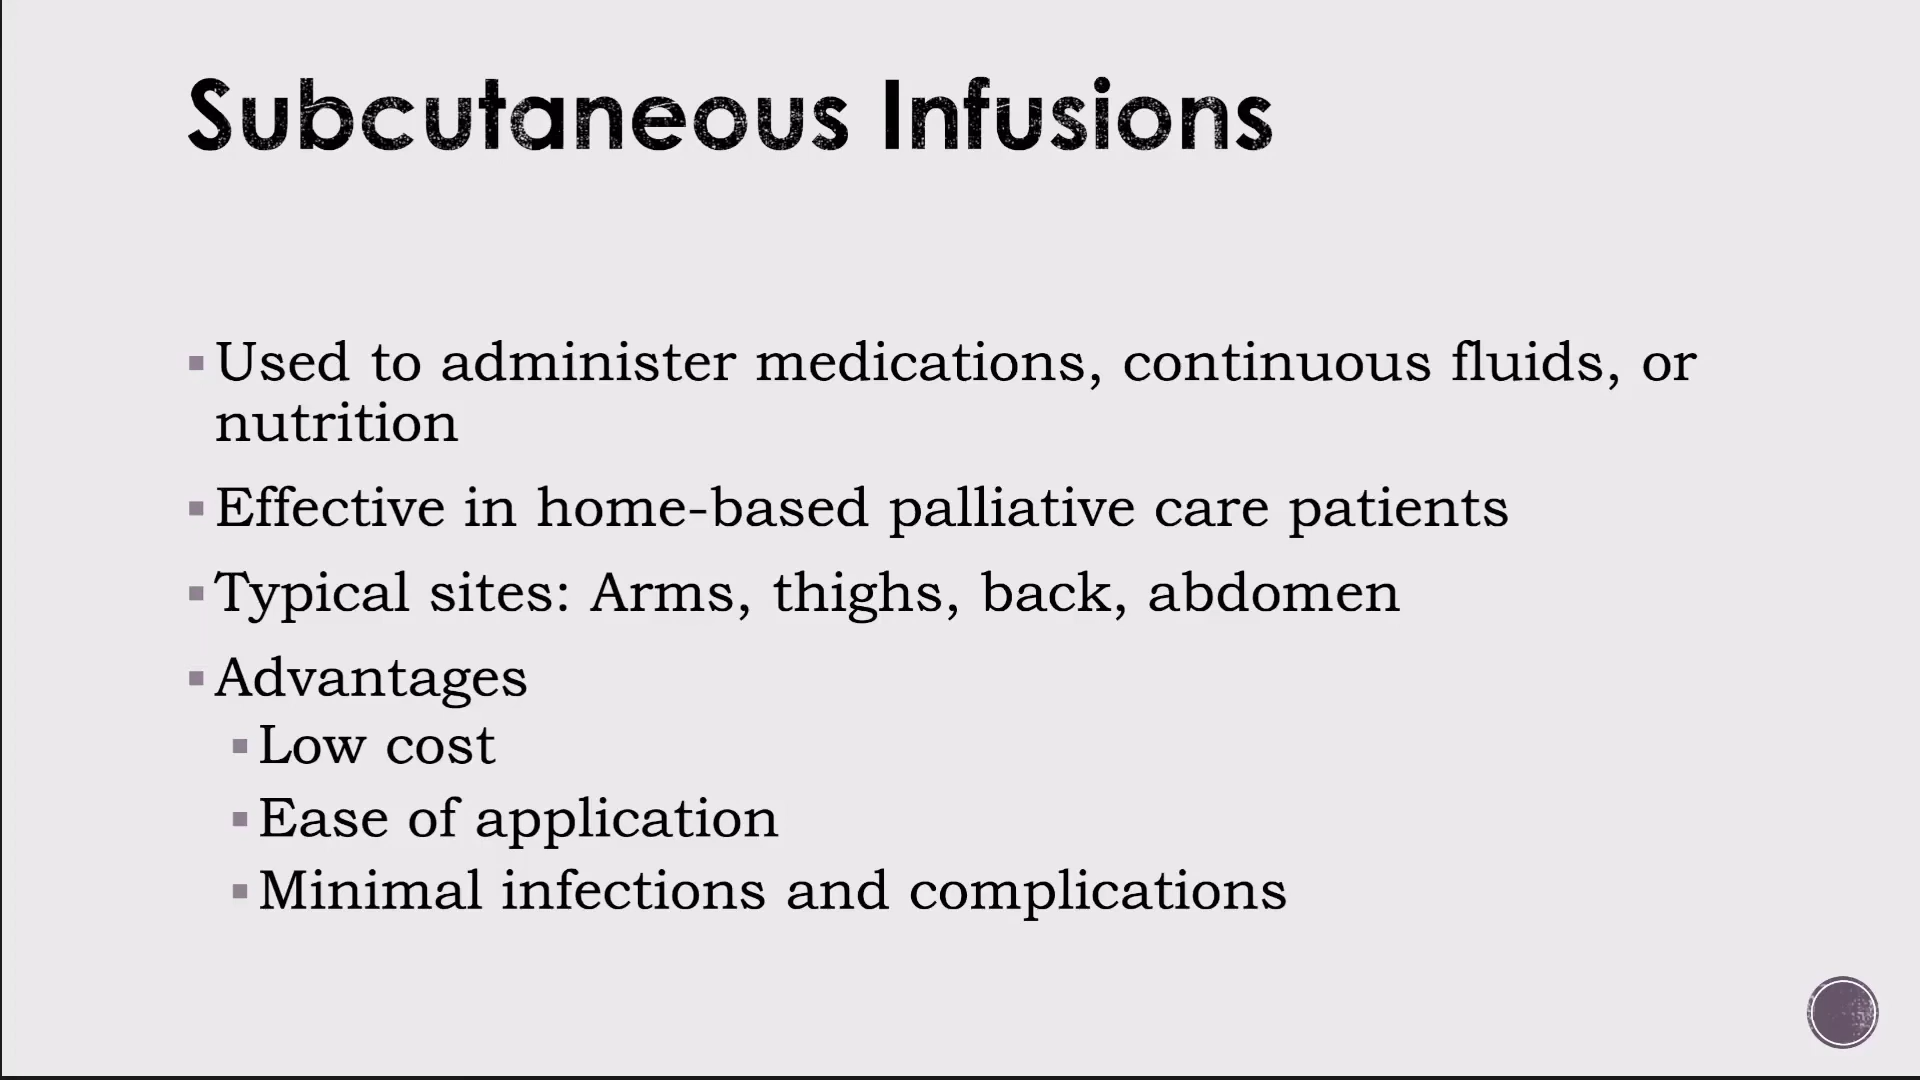 Subcutaneous Infusions
▪Used to administer medications, continuous fluids, or
nutrition
▪Effective in home-based palliative care patients
▪Typical sites: Arms, thighs, back, abdomen
▪Advantages
▪Low cost
▪Ease of application
▪Minimal infections and complications